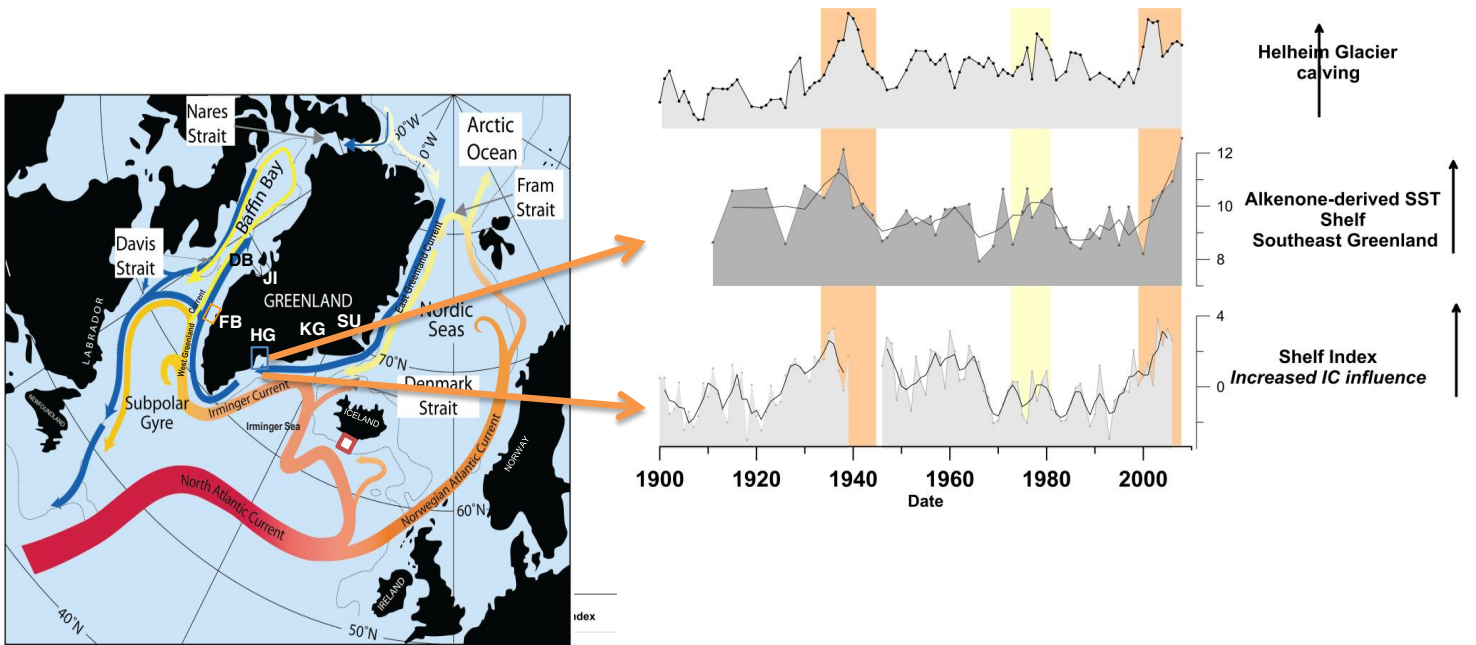 Nares
Strait
50°W
0°W
Arctic
Ocean
Fram
Strait
Baffin Bay
Davis
Strait
DB
JI
GREENLAND
East Greenland Current
Nordic
Seas
LABRADOR
West Greenland Current
FB
HG
KG
SU
70°N
Denmark
Strait
NEWFOUNDLAND
Subpolar
Gyre
Irminger Current
Irminger Sea
ICELAND
North Atlantic Current
Norwegian Atlantic Current
NORWAY
60°N
IRELAND
40°N
50°N
ndex
Helheim Glacier
calving
12
10
8
Alkenone-derived SST
Shelf
Southeast Greenland
4
0
Shelf Index
Increased IC influence
1900 1920 1940 1960 1980 2000
Date